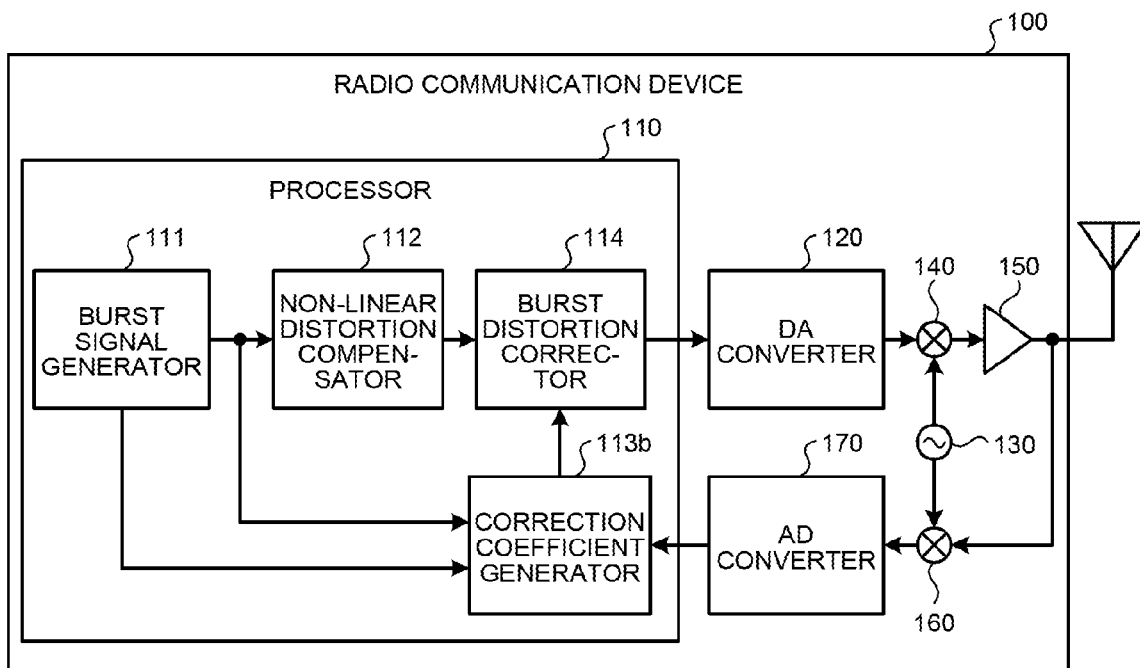 100
RADIO COMMUNICATION DEVICE
110
PROCESSOR
111
112
114
120
140
150
BURST
SIGNAL
GENERATOR
NON-LINEAR
DISTORTION
COMPEN-
SATOR
BURST
DISTORTION
CORREC-
TOR
DA
CONVERTER
113b
170
130
CORRECTION
COEFFICIENT
GENERATOR
AD
CONVERTER
160